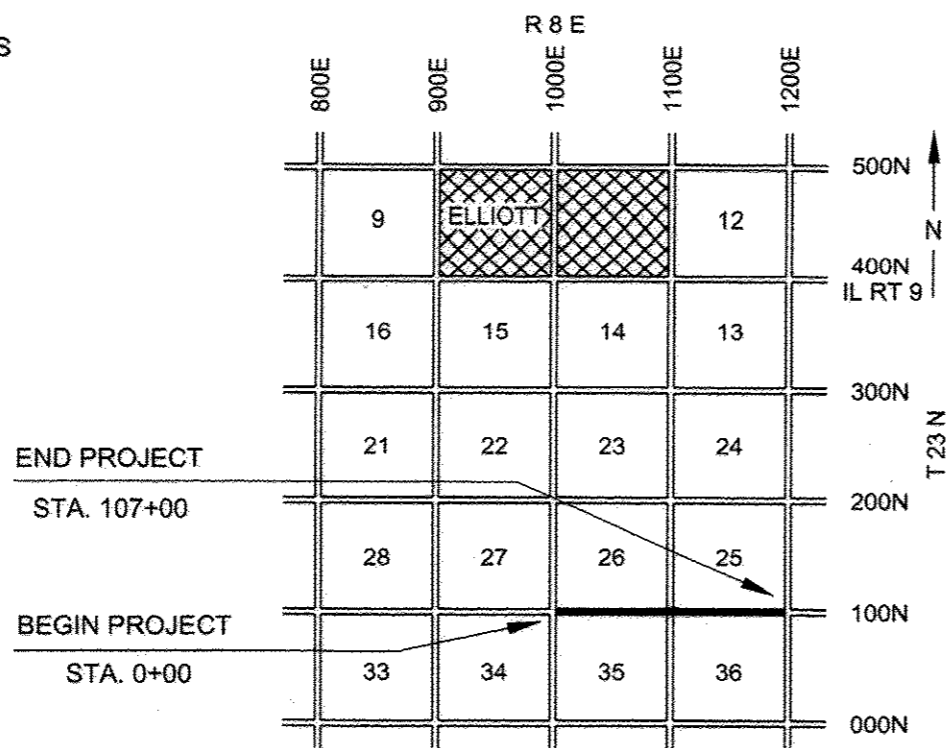 S
R 8 E
800E 900E 1000E 1100E 1200E
500N
9 ELLIOTT 12
N
400N
IL RT 9
16 15 14 13
300N
T 23 N
21 22 23 24
END PROJECT
STA. 107+00
200N
28 27 26 25
100N
BEGIN PROJECT
STA. 0+00
33 34 35 36
000N